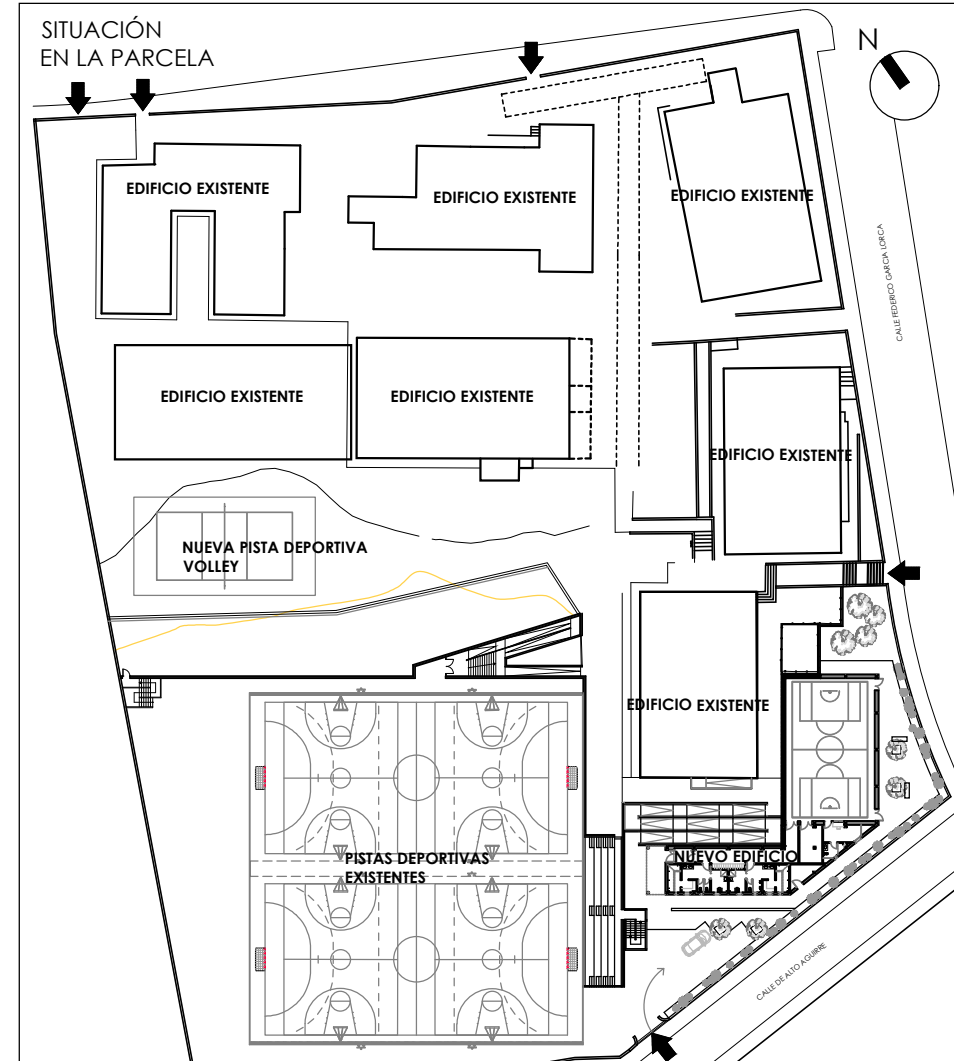 SITUACIÓN
EN LA PARCELA
N
EDIFICIO EXISTENTE
EDIFICIO EXISTENTE
EDIFICIO EXISTENTE
CALLE FEDERICO GARCIA LORCA
EDIFICIO EXISTENTE
EDIFICIO EXISTENTE
EDIFICIO EXISTENTE
NUEVA PISTA DEPORTIVA
VOLLEY
EDIFICIO EXISTENTE
PISTAS DEPORTIVAS
EXISTENTES
NUEVO EDIFICIO
CALLE DE ALTO AGUIRRE